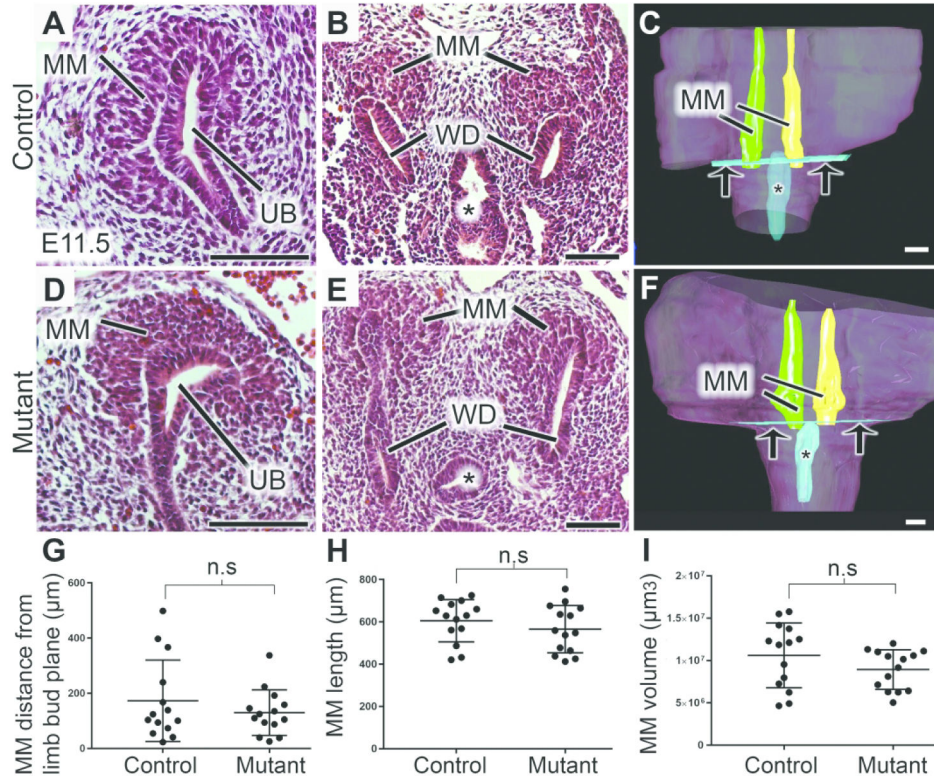 A
B
C
Control
MM
MM
MM
WD
UB
*
*
E11.5
D
E
F
Mutant
MM
MM
MM
WD
UB
*
*
G
H
I
n.s
n.s
n.s
MM distance from
limb bud plane (µm)
600
400
200
0
Control
Mutant
MM length (µm)
800
600
400
200
0
Control
Mutant
MM volume (µm3)
2×10⁷
1.5×10⁷
1×10⁷
5×10⁶
0
Control
Mutant